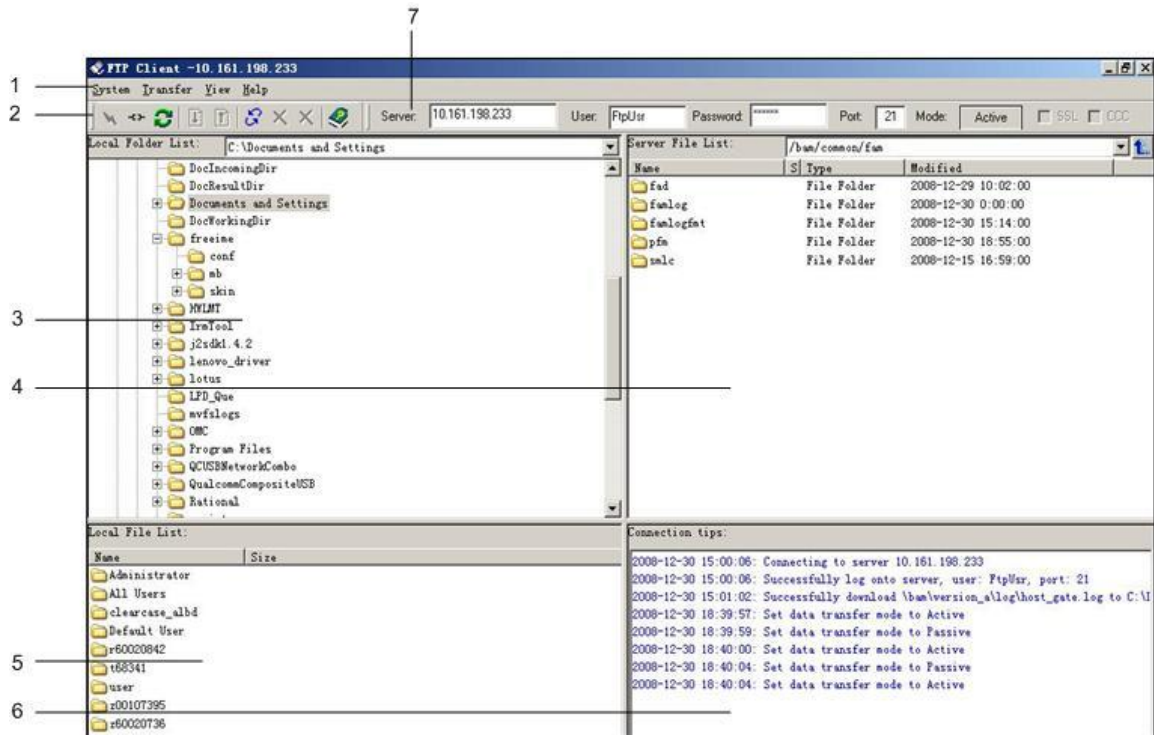 7
FTP Client -10.161.198.233
1
System Transfer View Help
2
Server: 10.161.198.233 User: FtpUsr Password: ***** Port: 21 Mode: Active SSL CCC
Local Folder List: C:\Documents and Settings
DocIncomingDir
DocResultDir
Documents and Settings
DocWorkingDir
freeime
conf
mb
skin
HWLMT
3
IrmTool
j2sdk1.4.2
lenovo_driver
4
lotus
LPD_Que
mvfslogs
OMC
Program Files
QCUSBNetworkCombo
QualcommCompositeUSB
Rational
Server File List: /bam/common/fam
Name S Type Modified
fad File Folder 2008-12-29 10:02:00
famlog File Folder 2008-12-30 0:00:00
famlogfmt File Folder 2008-12-30 15:14:00
pfm File Folder 2008-12-30 18:55:00
smlc File Folder 2008-12-15 16:59:00
Local File List:
Name Size
Administrator
All Users
clearcase_albd
Default User
r60020842
5
t68341
user
6
z00107395
z60020736
Connection tips:
2008-12-30 15:00:06: Connecting to server 10.161.198.233
2008-12-30 15:00:06: Successfully log onto server, user: FtpUsr, port: 21
2008-12-30 15:01:02: Successfully download \bam\version_a\log\host_gate.log to C:\
2008-12-30 18:39:57: Set data transfer mode to Active
2008-12-30 18:39:59: Set data transfer mode to Passive
2008-12-30 18:40:00: Set data transfer mode to Active
2008-12-30 18:40:04: Set data transfer mode to Passive
2008-12-30 18:40:04: Set data transfer mode to Active